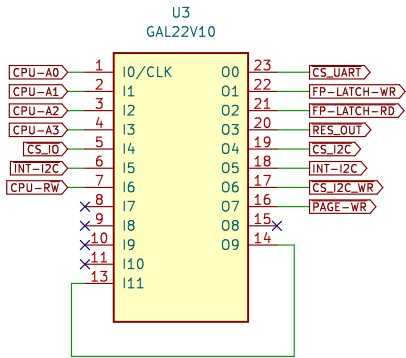 U3
GAL22V10
CPU-A0 1 I0/CLK O0 23 CS_UART
CPU-A1 2 I1 O1 22 FP-LATCH-WR
CPU-A2 3 I2 O2 21 FP-LATCH-RD
CPU-A3 4 I3 O3 20 RES_OUT
CS_IO 5 I4 O4 19 CS_I2C
INT-I2C 6 I5 O5 18 INT-I2C
CPU-RW 7 I6 O6 17 CS_I2C_WR
8 I7 O7 16 PAGE-WR
9 I8 O8 15
10 I9 O9 14
11 I10
13 I11